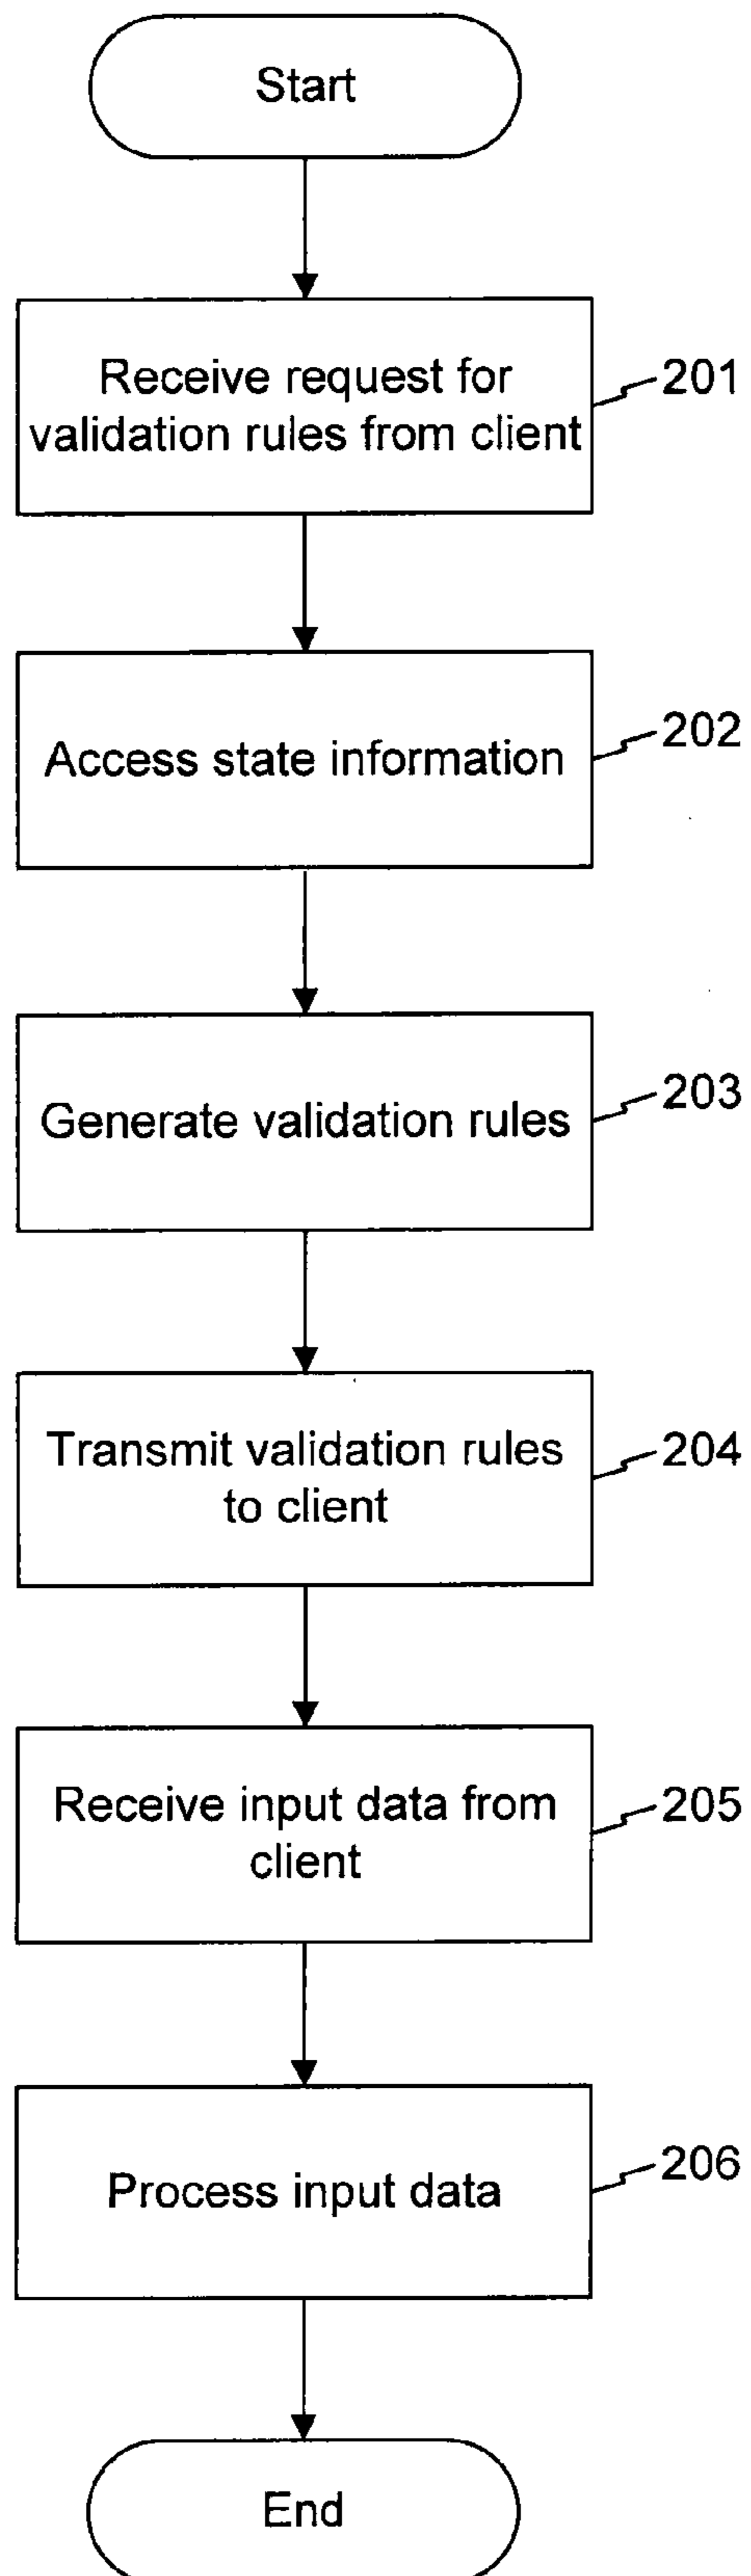 Start
Receive request for
validation rules from client
201
Access state information
202
Generate validation rules
203
Transmit validation rules
to client
204
Receive input data from
client
205
Process input data
206
End